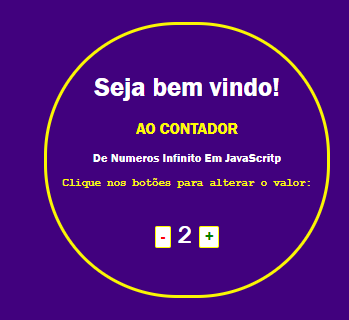 Seja bem vindo!
AO CONTADOR
De Numeros Infinito Em JavaScritp
Clique nos botões para alterar o valor:
- 2 +